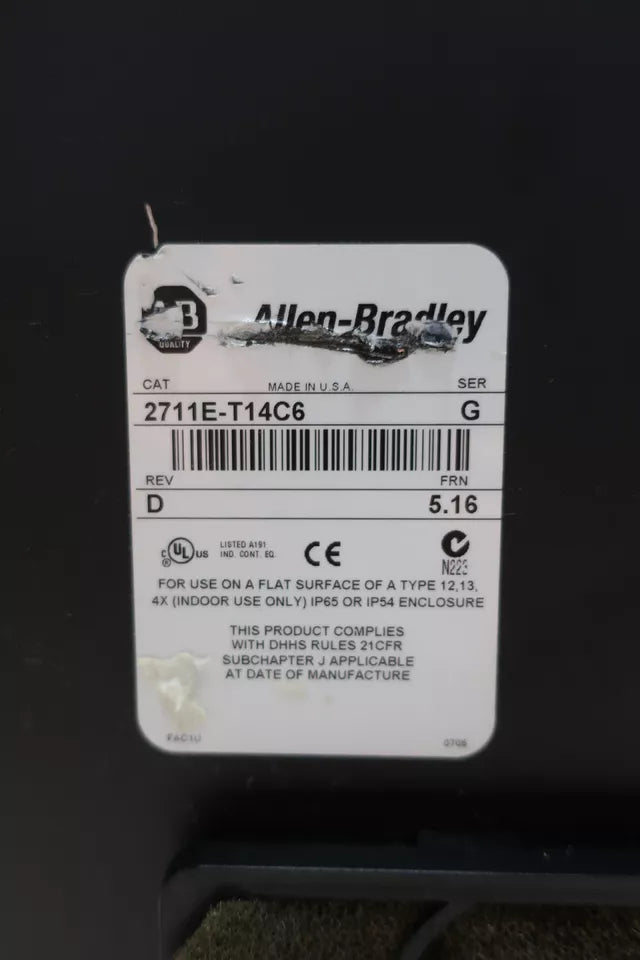 AB Allen-Bradley
QUALITY
CAT MADE IN U.S.A. SER
2711E-T14C6 G
REV FRN
D 5.16
c UL US LISTED A191 IND. CONT. EQ. CE N223
®
FOR USE ON A FLAT SURFACE OF A TYPE 12,13,
4X (INDOOR USE ONLY) IP65 OR IP54 ENCLOSURE
THIS PRODUCT COMPLIES
WITH DHHS RULES 21CFR
SUBCHAPTER J APPLICABLE
AT DATE OF MANUFACTURE
FAC1U 0705